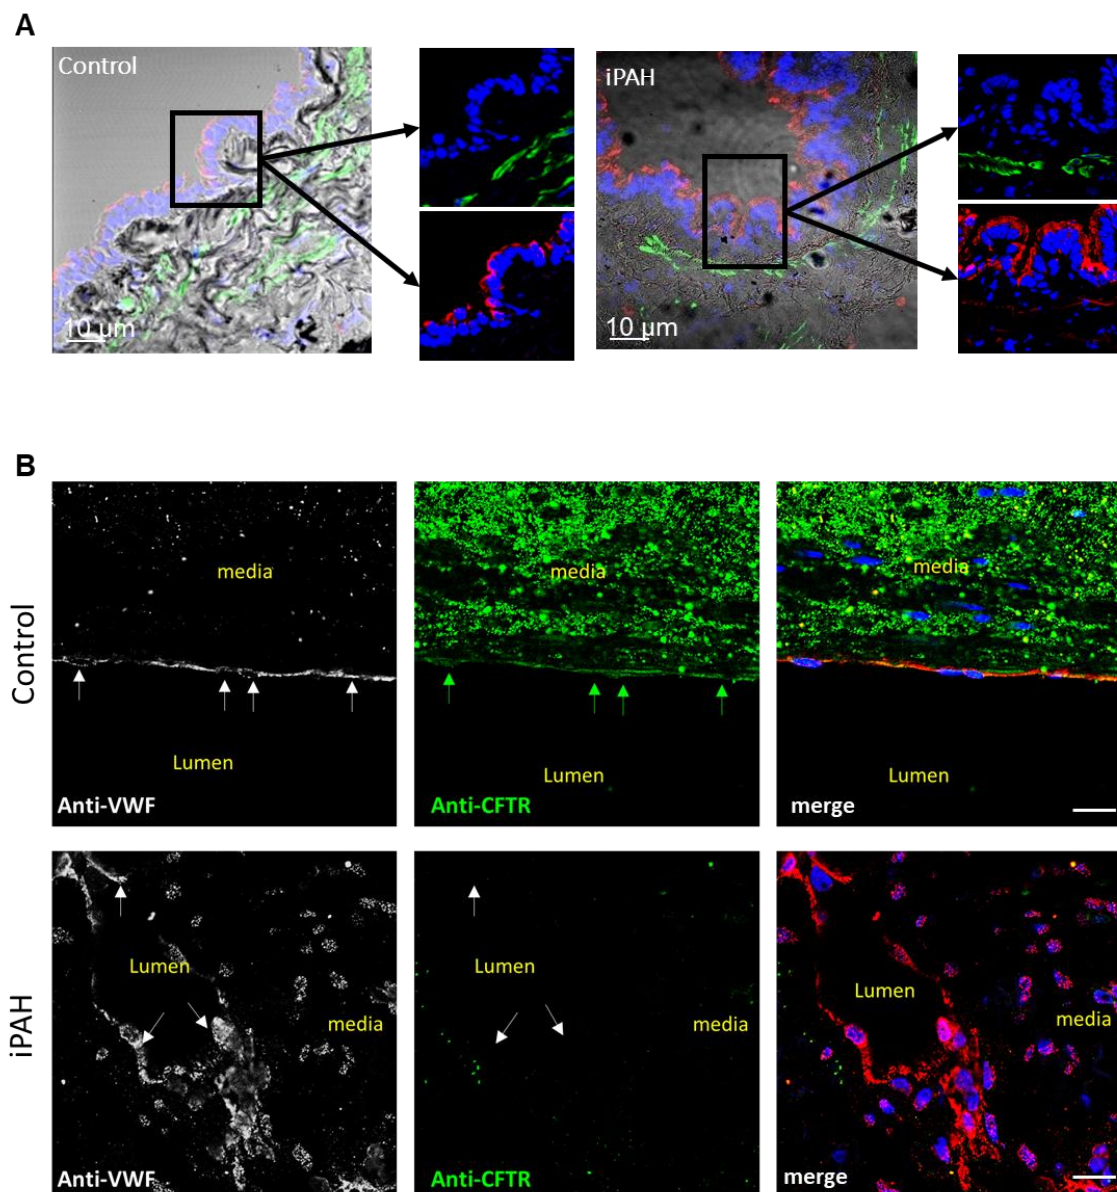 A
Control
10 µm
iPAH
10 µm
B
Control
media
Lumen
Anti-VWF
media
Lumen
Anti-CFTR
media
Lumen
merge
iPAH
Lumen
media
Anti-VWF
Lumen
media
Anti-CFTR
Lumen
media
merge